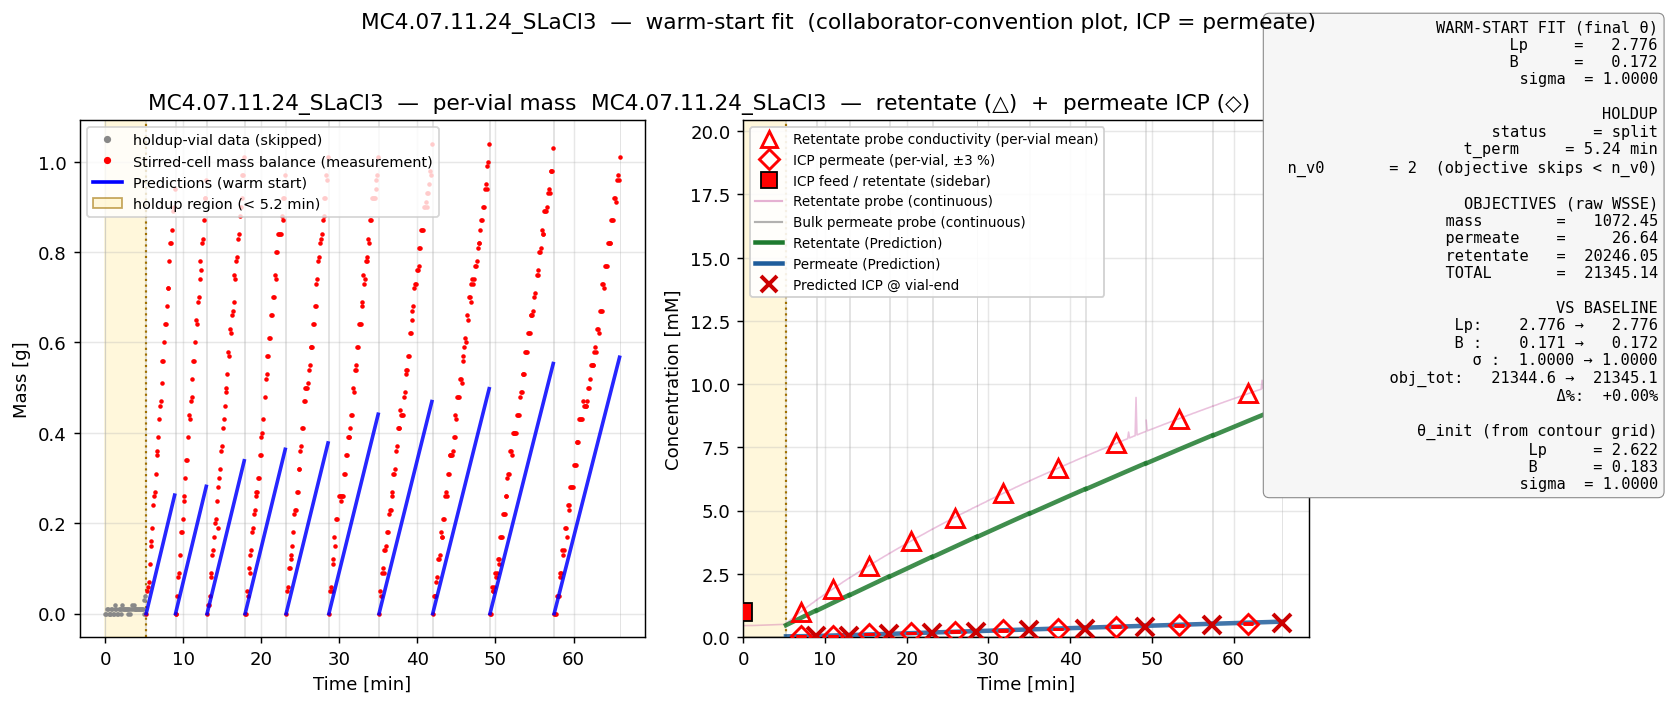 MC4.07.11.24_SLaCl3 — warm-start fit (collaborator-convention plot, ICP = permeate)
MC4.07.11.24_SLaCl3 — per-vial mass
holdup-vial data (skipped)
Stirred-cell mass balance (measurement)
Predictions (warm start)
holdup region (< 5.2 min)
Mass [g]
1.0
0.8
0.6
0.4
0.2
0.0
0 10 20 30 40 50 60
Time [min]
MC4.07.11.24_SLaCl3 — retentate (△) + permeate ICP (◇)
Retentate probe conductivity (per-vial mean)
ICP permeate (per-vial, ±3 %)
ICP feed / retentate (sidebar)
Retentate probe (continuous)
Bulk permeate probe (continuous)
Retentate (Prediction)
Permeate (Prediction)
Predicted ICP @ vial-end
Concentration [mM]
20.0
17.5
15.0
12.5
10.0
7.5
5.0
2.5
0.0
0 10 20 30 40 50 60
Time [min]
WARM-START FIT (final θ)
Lp = 2.776
B = 0.172
sigma = 1.0000
HOLDUP
status = split
t_perm = 5.24 min
n_v0 = 2 (objective skips < n_v0)
OBJECTIVES (raw WSSE)
mass = 1072.45
permeate = 26.64
retentate = 20246.05
TOTAL = 21345.14
VS BASELINE
Lp: 2.776 → 2.776
B : 0.171 → 0.172
σ : 1.0000 → 1.0000
obj_tot: 21344.6 → 21345.1
Δ%: +0.00%
θ_init (from contour grid)
Lp = 2.622
B = 0.183
sigma = 1.0000